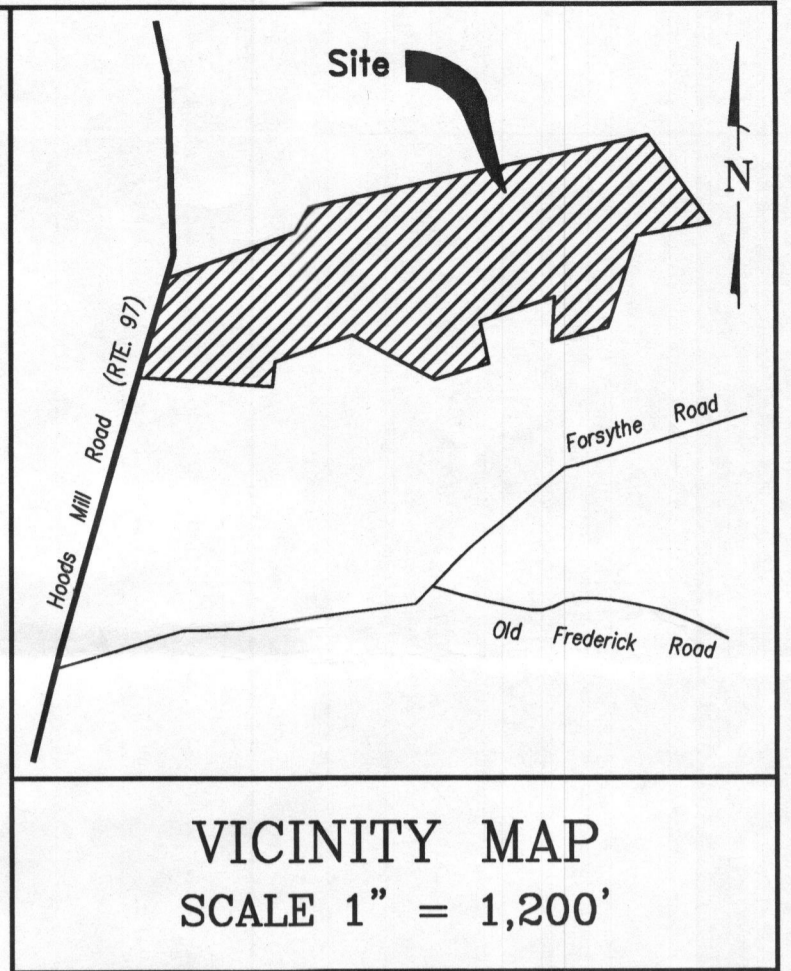 Site
N
Hoods Mill Road (RTE. 97)
Forsythe Road
Old Frederick Road
VICINITY MAP
SCALE 1" = 1,200'